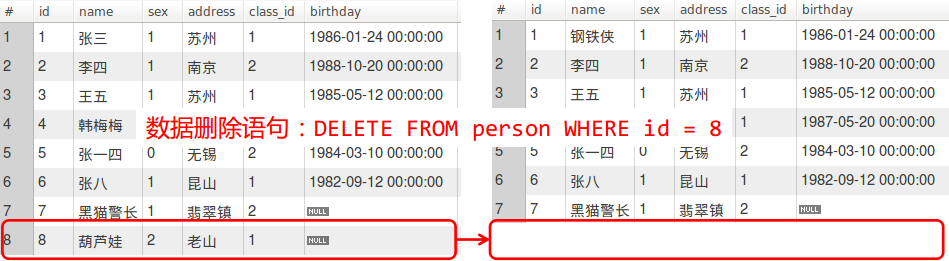 # id name sex address class_id birthday
1 1 张三 1 苏州 1 1986-01-24 00:00:00
2 2 李四 1 南京 2 1988-10-20 00:00:00
3 3 王五 1 苏州 1 1985-05-12 00:00:00
4 4 韩梅梅
5 5 张一四 0 无锡 2 1984-03-10 00:00:00
6 6 张八 1 昆山 1 1982-09-12 00:00:00
7 7 黑猫警长 1 翡翠镇 2 NULL
8 8 葫芦娃 2 老山 1 NULL
数据删除语句：DELETE FROM person WHERE id = 8
# id name sex address class_id birthday
1 1 钢铁侠 1 苏州 1 1986-01-24 00:00:00
2 2 李四 1 南京 2 1988-10-20 00:00:00
3 3 王五 1 苏州 1 1985-05-12 00:00:00
1 1987-05-20 00:00:00
5 5 张一四 0 无锡 2 1984-03-10 00:00:00
6 6 张八 1 昆山 1 1982-09-12 00:00:00
7 7 黑猫警长 1 翡翠镇 2 NULL